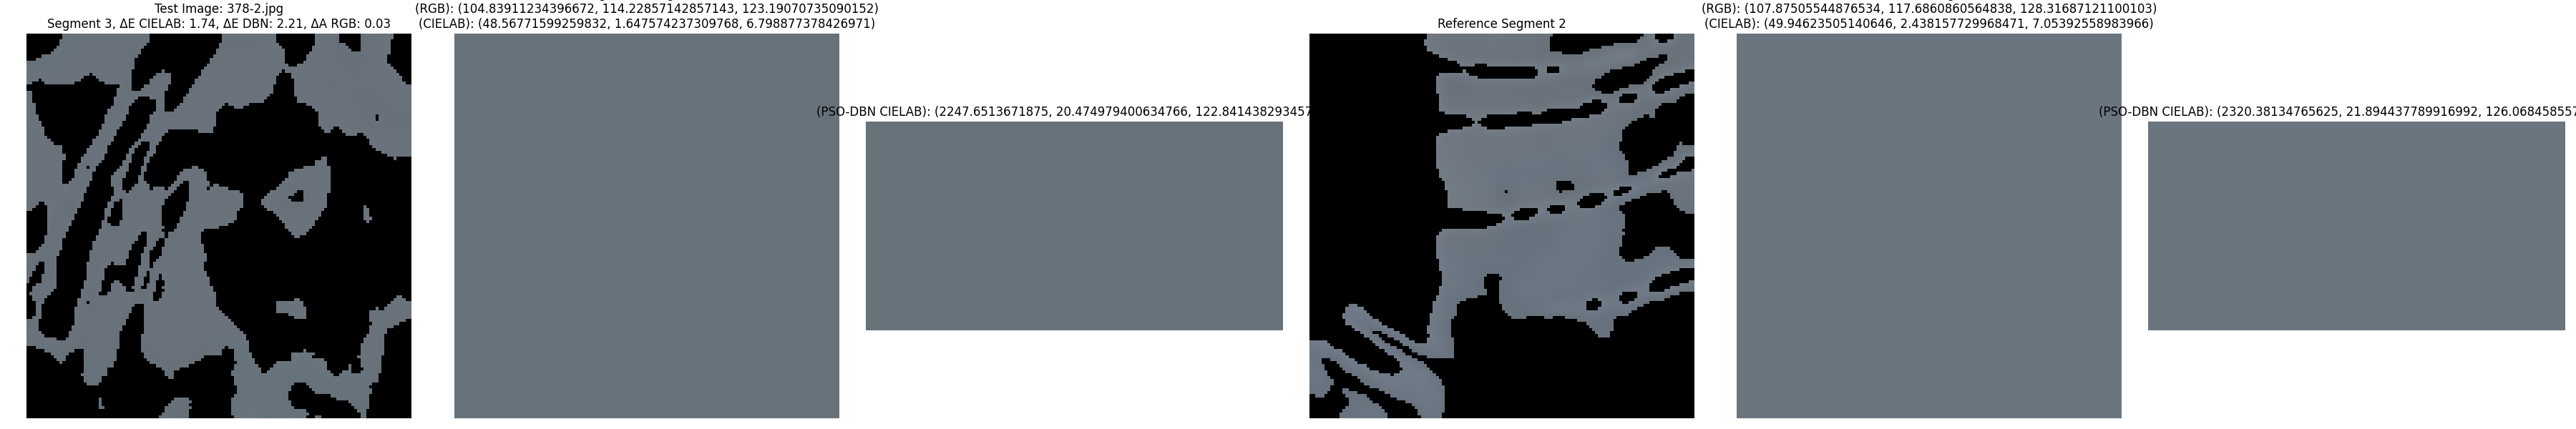 Test Image: 378-2.jpg
Segment 3, ΔE CIELAB: 1.74, ΔE DBN: 2.21, ΔA RGB: 0.03
(RGB): (104.83911234396672, 114.22857142857143, 123.19070735090152)
(CIELAB): (48.56771599259832, 1.647574237309768, 6.798877378426971)
(PSO-DBN CIELAB): (2247.6513671875, 20.474979400634766, 122.841438293457
Reference Segment 2
(RGB): (107.87505544876534, 117.6860860564838, 128.31687121100103)
(CIELAB): (49.94623505140646, 2.438157729968471, 7.05392558983966)
(PSO-DBN CIELAB): (2320.38134765625, 21.894437789916992, 126.068458557